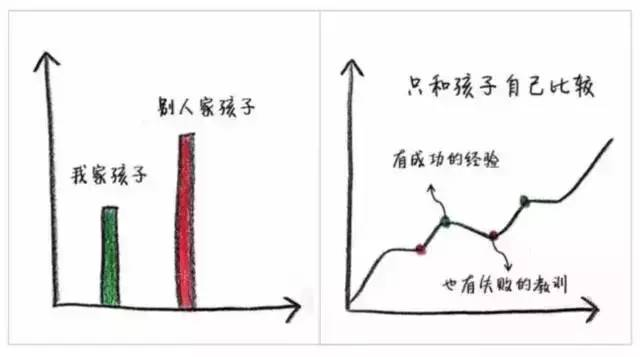 别人家孩子
我家孩子
只和孩子自己比较
有成功的经验
也有失败的教训